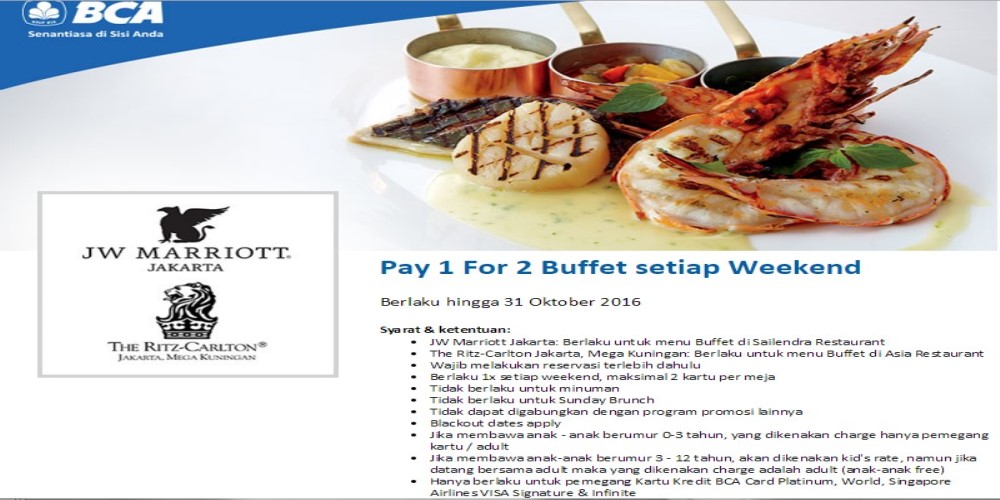 BCA
Senantiasa di Sisi Anda
JW MARRIOTT®
JAKARTA
THE RITZ-CARLTON®
JAKARTA, MEGA KUNINGAN
Pay 1 For 2 Buffet setiap Weekend
Berlaku hingga 31 Oktober 2016
Syarat & ketentuan:
• JW Marriott Jakarta: Berlaku untuk menu Buffet di Sailendra Restaurant
• The Ritz-Carlton Jakarta, Mega Kuningan: Berlaku untuk menu Buffet di Asia Restaurant
• Wajib melakukan reservasi terlebih dahulu
• Berlaku 1x setiap weekend, maksimal 2 kartu per meja
• Tidak berlaku untuk minuman
• Tidak berlaku untuk Sunday Brunch
• Tidak dapat digabungkan dengan program promosi lainnya
• Blackout dates apply
• Jika membawa anak - anak berumur 0-3 tahun, yang dikenakan charge hanya pemegang
kartu / adult
• Jika membawa anak-anak berumur 3 - 12 tahun, akan dikenakan kid's rate, namun jika
datang bersama adult maka yang dikenakan charge adalah adult (anak-anak free)
• Hanya berlaku untuk pemegang Kartu Kredit BCA Card Platinum, World, Singapore
Airlines VISA Signature & Infinite